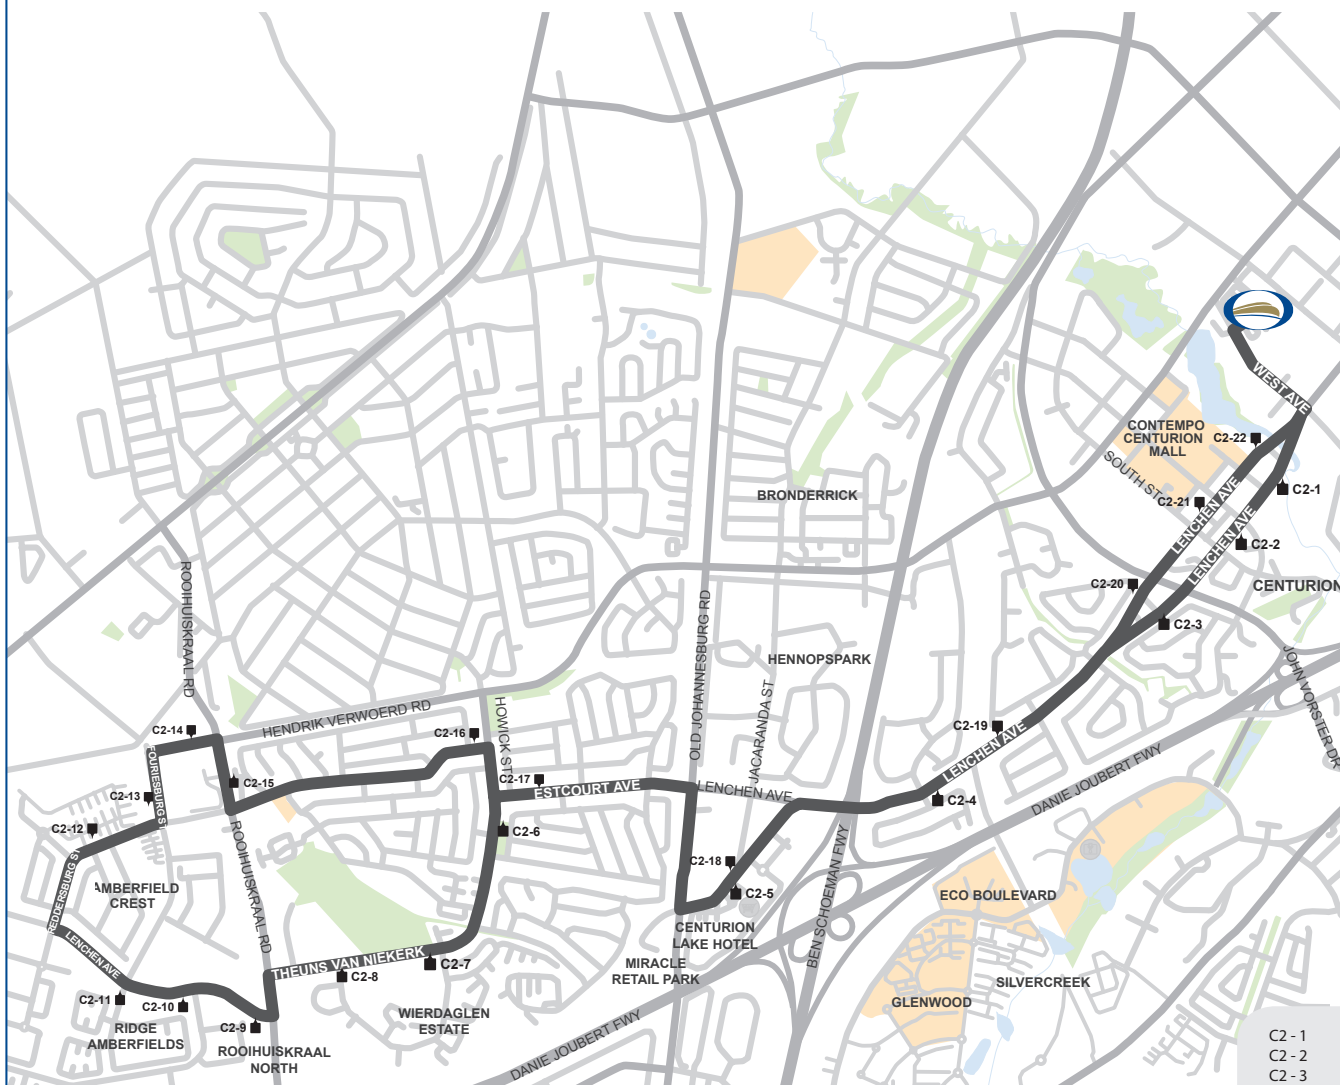 WEST AVE
CONTEMPO
CENTURION
MALL
C2-22
SOUTH ST
C2-21
LENCHEN AVE
LENCHEN AVE
C2-1
C2-2
BRONDERRICK
C2-20
CENTURION
C2-3
ROOIHUISKRAAL RD
OLD JOHANNESBURG RD
HENNOPSPARK
JACARANDA ST
JOHN VORSTER DR
HENDRIK VERWOERD RD
HOWICK ST
C2-14
C2-16
C2-19
LENCHEN AVE
FOURIESBURG ST
C2-15
C2-17
ESTCOURT AVE
LENCHEN AVE
C2-13
C2-4
DANIE JOUBERT FWY
C2-12
C2-6
ROOIHUISKRAAL RD
BEN SCHOEMAN FWY
REDDERSBURG ST
C2-18
C2-5
AMBERFIELD
CREST
ECO BOULEVARD
CENTURION
LAKE HOTEL
LENCHEN AVE
THEUNS VAN NIEKERK
C2-7
C2-8
MIRACLE
RETAIL PARK
SILVERCREEK
C2-11
C2-10
GLENWOOD
WIERDAGLEN
ESTATE
C2-9
RIDGE
AMBERFIELDS
ROOIHUISKRAAL
NORTH
DANIE JOUBERT FWY
C2 - 1
C2 - 2
C2 - 3